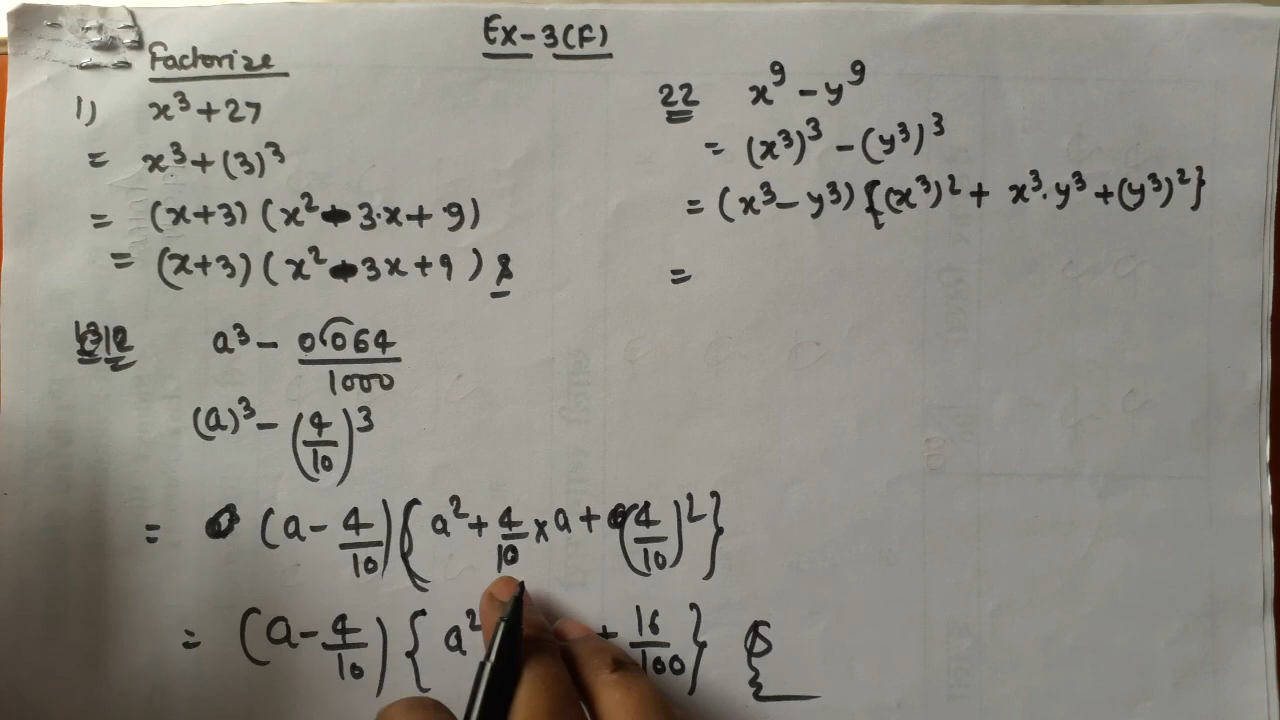 Ex-3(F)
Factorize
1) x³+27
= x³+(3)³
= (x+3)(x²-3·x+9)
= (x+3)(x²-3x+9)
a³ - 0064/1000
(a)³ - (4/10)³
= (a - 4/10){a² + 4/10 × a + (4/10)²}
= (a - 4/10){a² + 16/100}
22 x⁹ - y⁹
= (x³)³ - (y³)³
= (x³ - y³){(x³)² + x³·y³ + (y³)²}
=